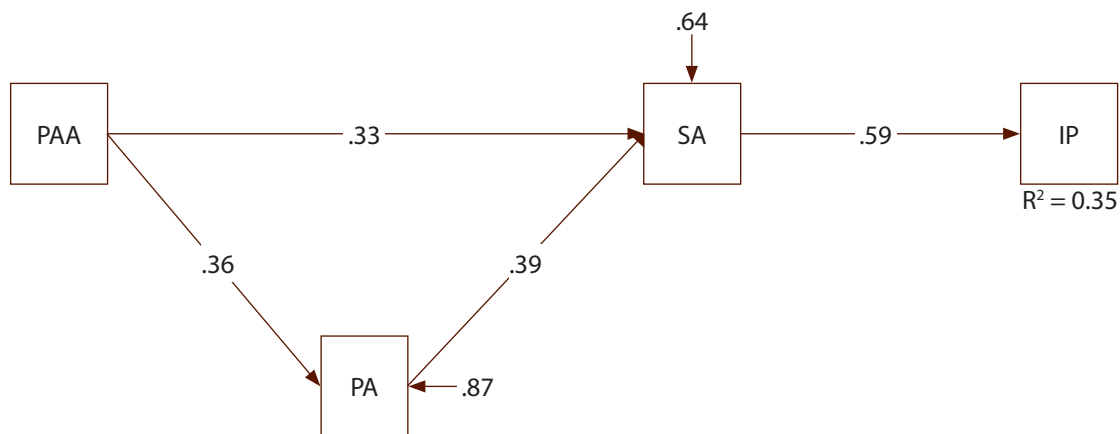 .64
PAA
.33
SA
.59
IP
R² = 0.35
.36
.39
PA
.87